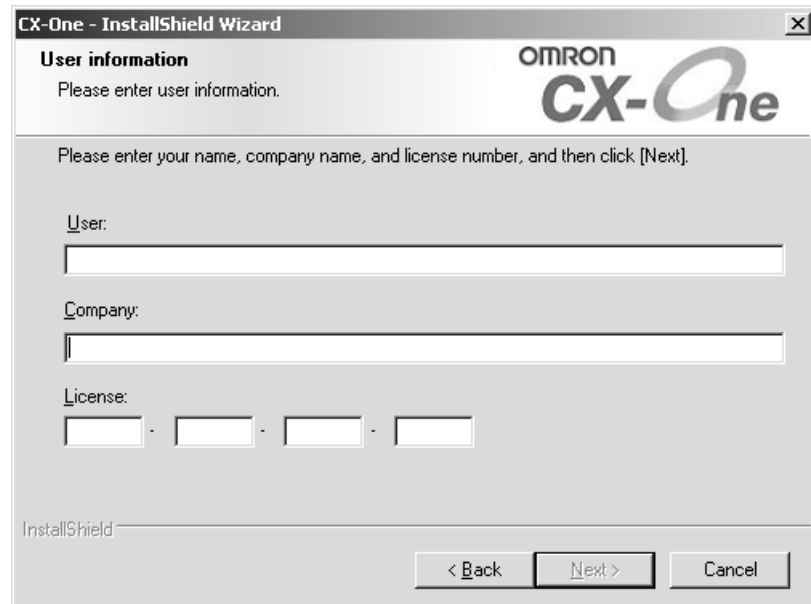 CX-One - InstallShield Wizard
User information
Please enter user information.
OMRON
CX-One
Please enter your name, company name, and license number, and then click [Next].
User:
Company:
License:
- - -
InstallShield
< Back Next > Cancel